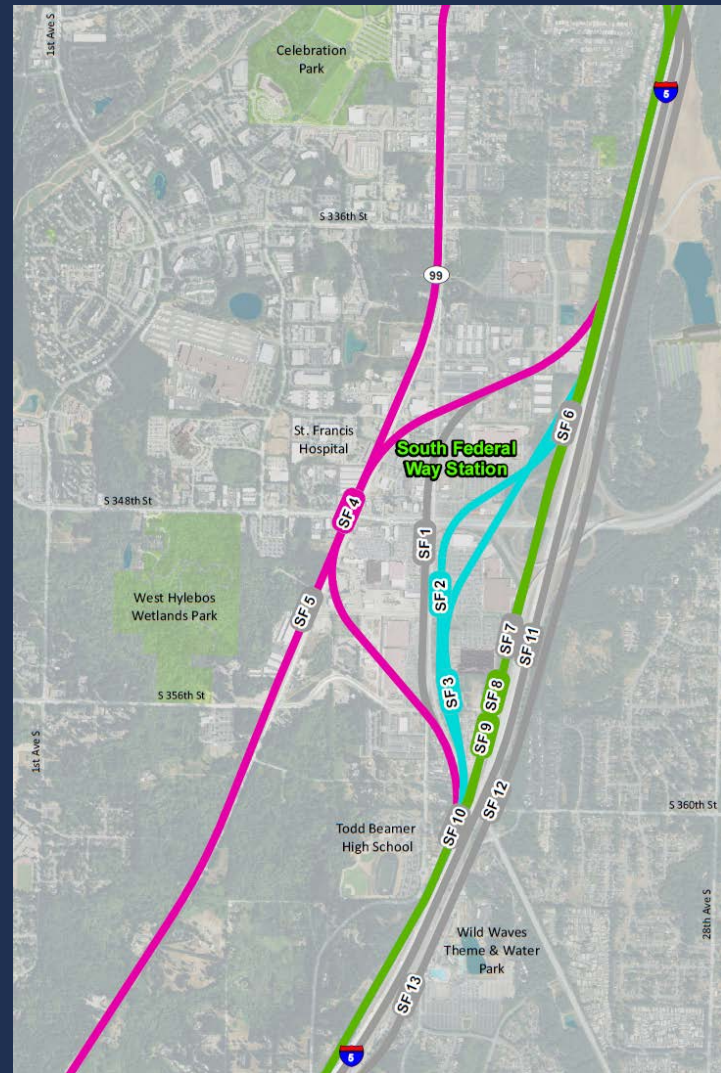 1st Ave S
Celebration
Park
5
S 336th St
99
St. Francis
Hospital
South Federal
Way Station
SF 6
S 348th St
SF 4
SF 1
West Hylebos
Wetlands Park
SF 5
SF 2
SF 7
SF 11
SF 3
SF 8
SF 9
S 356th St
1st Ave S
SF 12
SF 10
S 360th St
Todd Beamer
High School
28th Ave S
Wild Waves
Theme & Water
Park
SF 13
5